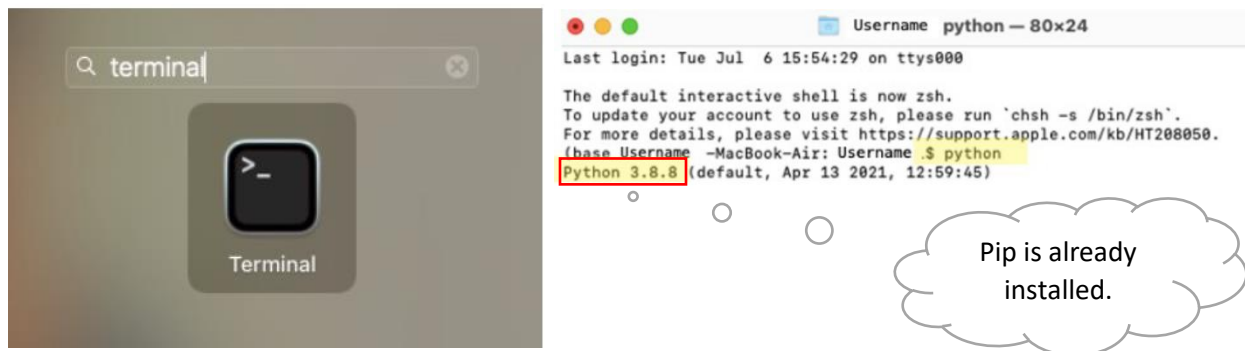 terminal
>_
Terminal
Username python — 80×24
Last login: Tue Jul 6 15:54:29 on ttys000
The default interactive shell is now zsh.
To update your account to use zsh, please run `chsh -s /bin/zsh`.
For more details, please visit https://support.apple.com/kb/HT208050.
(base Username -MacBook-Air: Username .$ python
Python 3.8.8 (default, Apr 13 2021, 12:59:45)
Pip is already
installed.